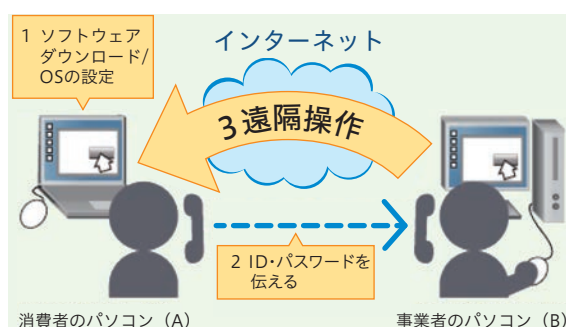 1 ソフトウェア
ダウンロード/
OSの設定
インターネット
3遠隔操作
2 ID・パスワードを
伝える
消費者のパソコン（A）
事業者のパソコン（B）